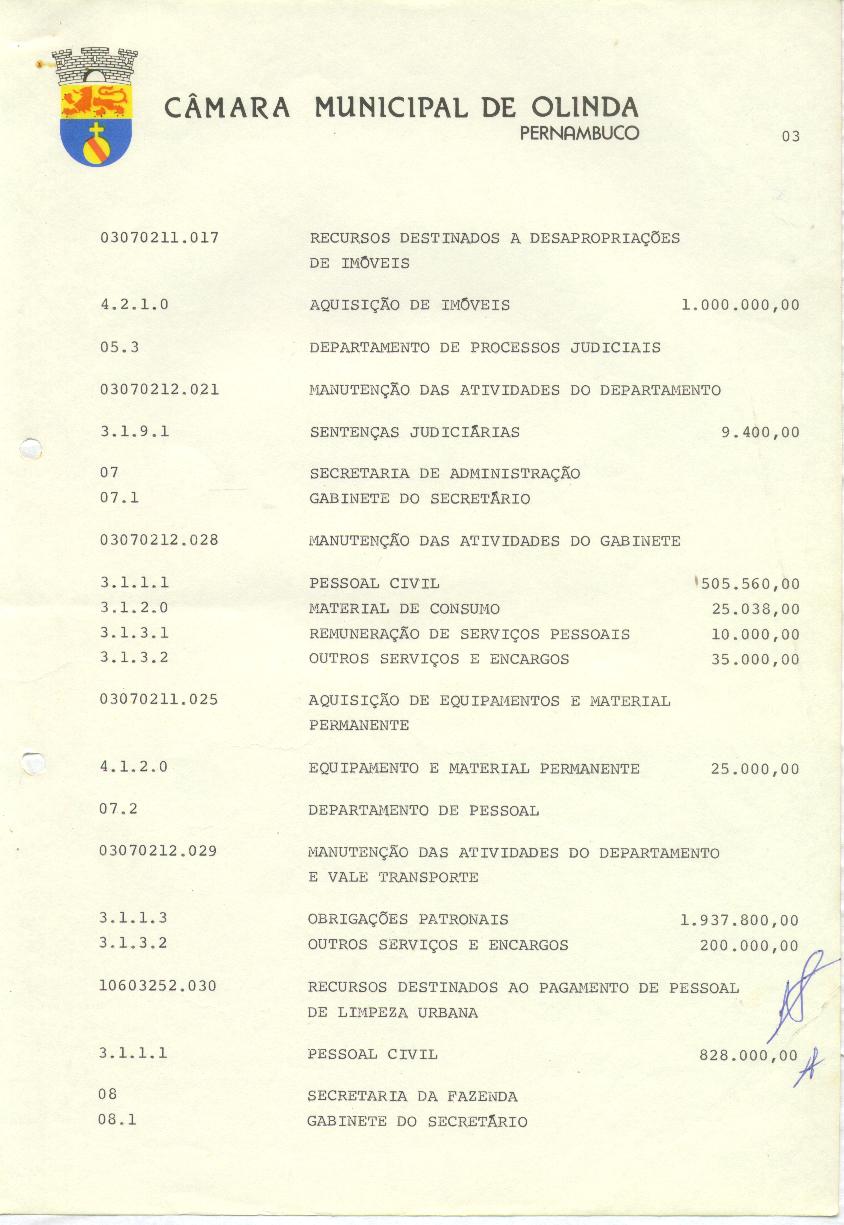 CÂMARA MUNICIPAL DE OLINDA
PERNAMBUCO
03
03070211.017 RECURSOS DESTINADOS A DESAPROPRIAÇÕES
DE IMÓVEIS
4.2.1.0 AQUISIÇÃO DE IMÓVEIS 1.000.000,00
05.3 DEPARTAMENTO DE PROCESSOS JUDICIAIS
03070212.021 MANUTENÇÃO DAS ATIVIDADES DO DEPARTAMENTO
3.1.9.1 SENTENÇAS JUDICIÁRIAS 9.400,00
07 SECRETARIA DE ADMINISTRAÇÃO
07.1 GABINETE DO SECRETÁRIO
03070212.028 MANUTENÇÃO DAS ATIVIDADES DO GABINETE
3.1.1.1 PESSOAL CIVIL 505.560,00
3.1.2.0 MATERIAL DE CONSUMO 25.038,00
3.1.3.1 REMUNERAÇÃO DE SERVIÇOS PESSOAIS 10.000,00
3.1.3.2 OUTROS SERVIÇOS E ENCARGOS 35.000,00
03070211.025 AQUISIÇÃO DE EQUIPAMENTOS E MATERIAL
PERMANENTE
4.1.2.0 EQUIPAMENTO E MATERIAL PERMANENTE 25.000,00
07.2 DEPARTAMENTO DE PESSOAL
03070212.029 MANUTENÇÃO DAS ATIVIDADES DO DEPARTAMENTO
E VALE TRANSPORTE
3.1.1.3 OBRIGAÇÕES PATRONAIS 1.937.800,00
3.1.3.2 OUTROS SERVIÇOS E ENCARGOS 200.000,00
10603252.030 RECURSOS DESTINADOS AO PAGAMENTO DE PESSOAL
DE LIMPEZA URBANA
3.1.1.1 PESSOAL CIVIL 828.000,00
08 SECRETARIA DA FAZENDA
08.1 GABINETE DO SECRETÁRIO